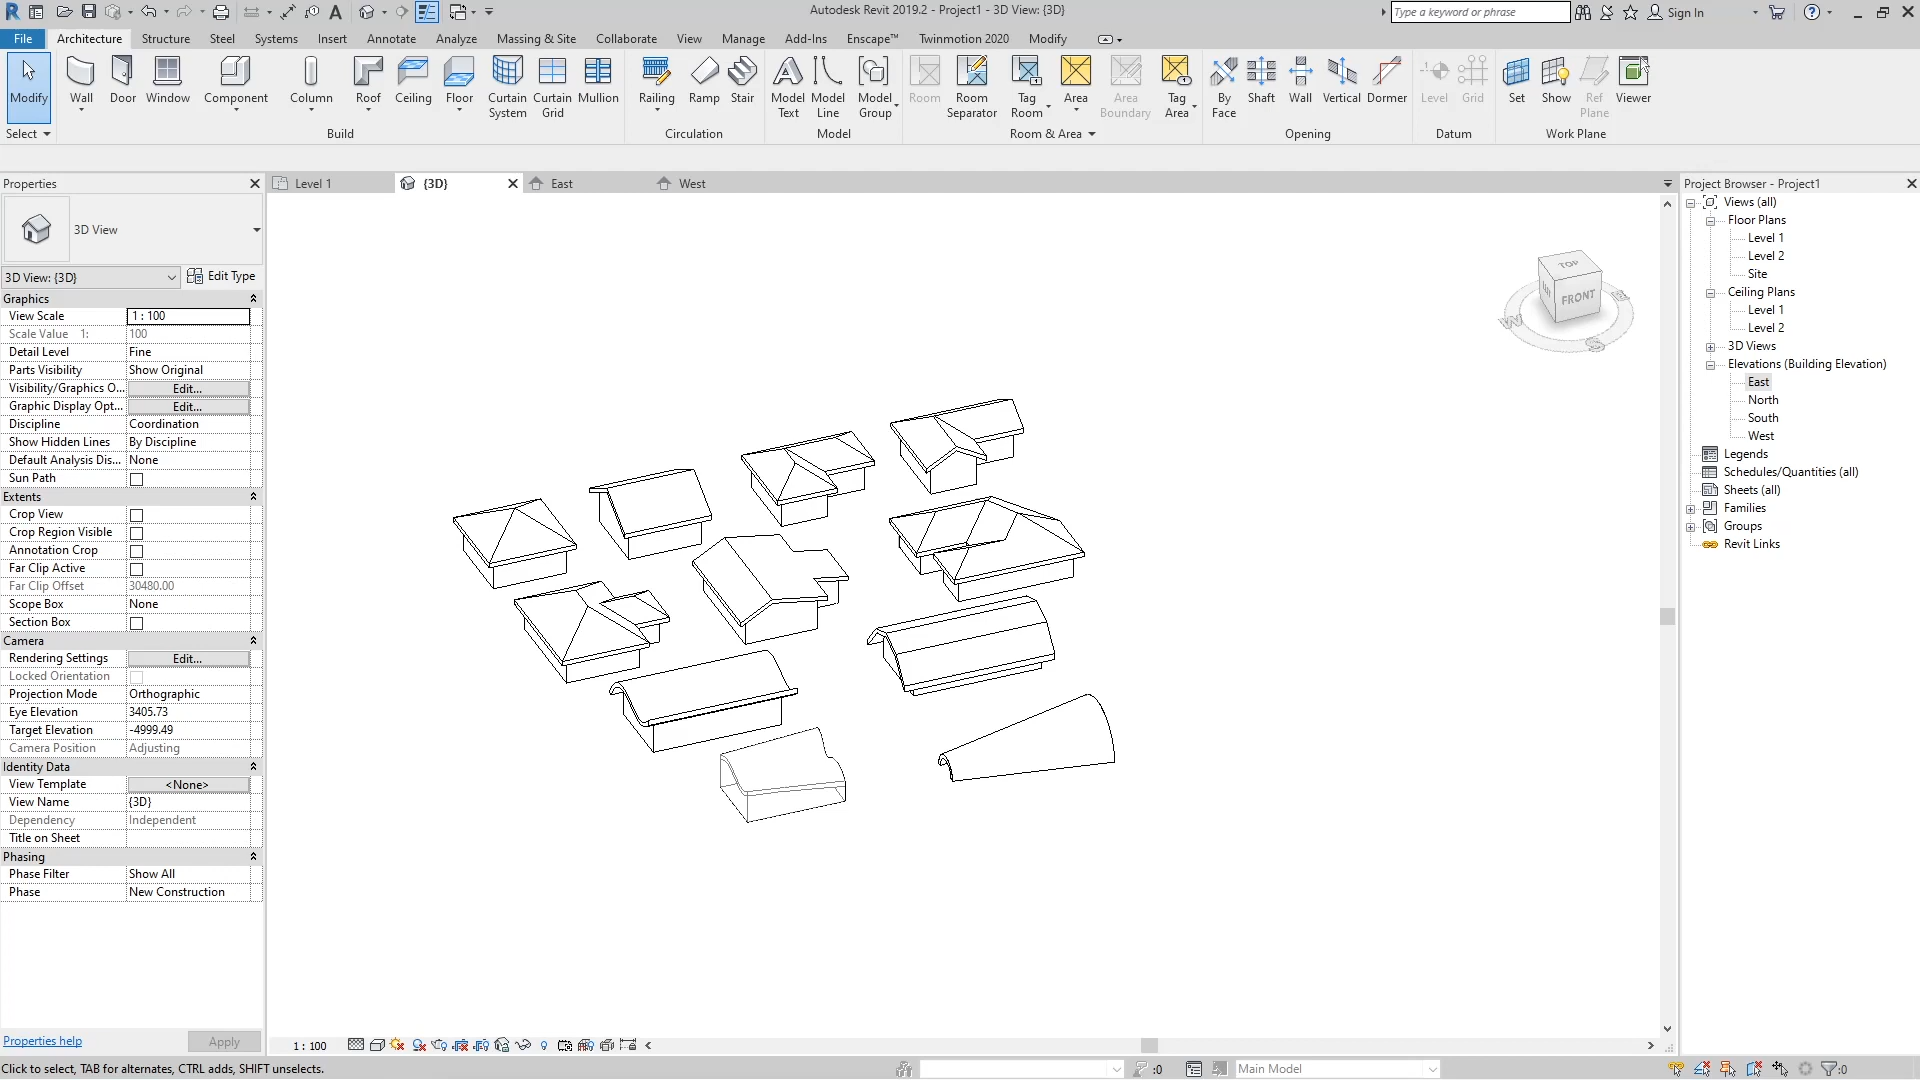 Autodesk Revit 2019.2 - Project1 - 3D View: {3D}
Type a keyword or phrase
Sign In
File Architecture Structure Steel Systems Insert Annotate Analyze Massing & Site Collaborate View Manage Add-Ins Enscape™ Twinmotion 2020 Modify
Modify Wall Door Window Component Column Roof Ceiling Floor Curtain System Curtain Grid Mullion Railing Ramp Stair Model Text Model Line Model Group Room Room Separator Tag Room Area Area Boundary Tag Area By Face Shaft Wall Vertical Dormer Level Grid Set Show Ref Plane Viewer
Select Build Circulation Model Room & Area Opening Datum Work Plane
Properties
Level 1 {3D} East West
3D View
3D View: {3D} Edit Type
Graphics
View Scale 1 : 100
Scale Value 1: 100
Detail Level Fine
Parts Visibility Show Original
Visibility/Graphics O... Edit...
Graphic Display Opt... Edit...
Discipline Coordination
Show Hidden Lines By Discipline
Default Analysis Dis... None
Sun Path
Extents
Crop View
Crop Region Visible
Annotation Crop
Far Clip Active
Far Clip Offset 30480.00
Scope Box None
Section Box
Camera
Rendering Settings Edit...
Locked Orientation
Projection Mode Orthographic
Eye Elevation 3405.73
Target Elevation -4999.49
Camera Position Adjusting
Identity Data
View Template <None>
View Name {3D}
Dependency Independent
Title on Sheet
Phasing
Phase Filter Show All
Phase New Construction
Properties help Apply
TOP
FRONT
W
S
Project Browser - Project1
Views (all)
Floor Plans
Level 1
Level 2
Site
Ceiling Plans
Level 1
Level 2
3D Views
Elevations (Building Elevation)
East
North
South
West
Legends
Schedules/Quantities (all)
Sheets (all)
Families
Groups
Revit Links
1 : 100
Click to select, TAB for alternates, CTRL adds, SHIFT unselects.
:0
Main Model
:0